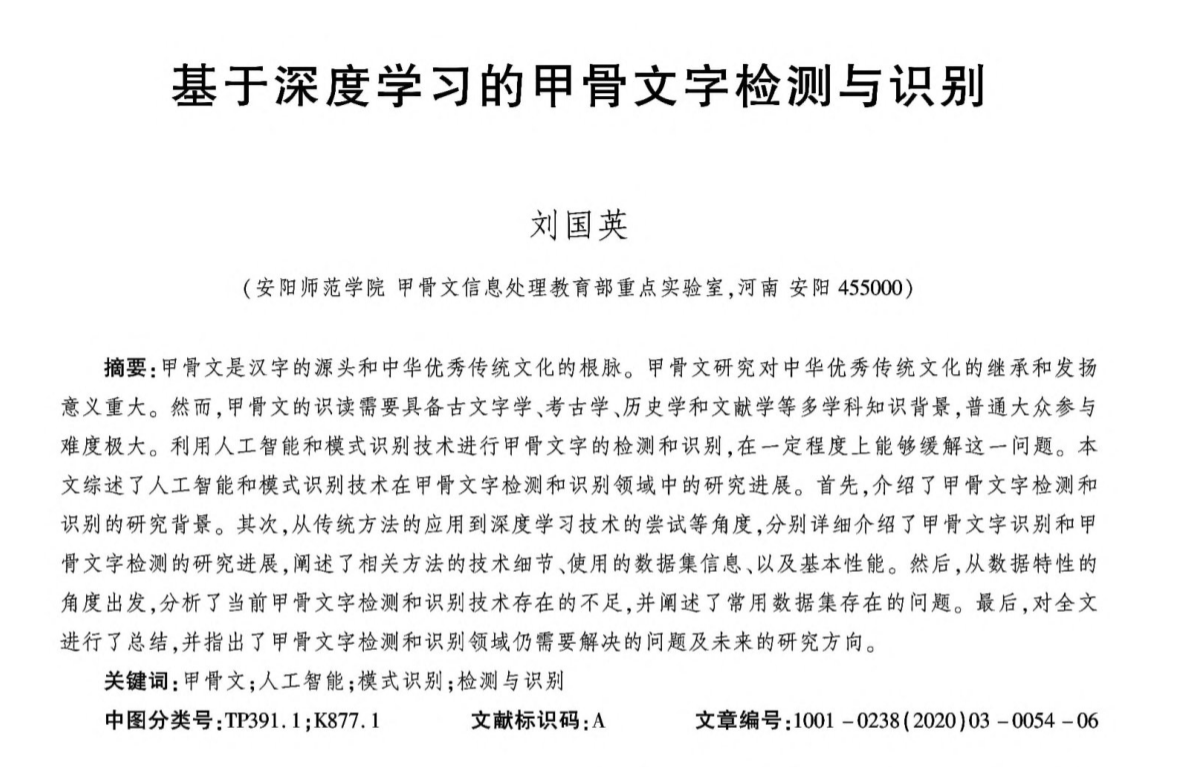 基于深度学习的甲骨文字检测与识别
刘国英
(安阳师范学院 甲骨文信息处理教育部重点实验室,河南 安阳 455000)
摘要:甲骨文是汉字的源头和中华优秀传统文化的根脉。甲骨文研究对中华优秀传统文化的继承和发扬
意义重大。然而,甲骨文的识读需要具备古文字学、考古学、历史学和文献学等多学科知识背景,普通大众参与
难度极大。利用人工智能和模式识别技术进行甲骨文字的检测和识别,在一定程度上能够缓解这一问题。本
文综述了人工智能和模式识别技术在甲骨文字检测和识别领域中的研究进展。首先,介绍了甲骨文字检测和
识别的研究背景。其次,从传统方法的应用到深度学习技术的尝试等角度,分别详细介绍了甲骨文字识别和甲
骨文字检测的研究进展,阐述了相关方法的技术细节、使用的数据集信息、以及基本性能。然后,从数据特性的
角度出发,分析了当前甲骨文字检测和识别技术存在的不足,并阐述了常用数据集存在的问题。最后,对全文
进行了总结,并指出了甲骨文字检测和识别领域仍需要解决的问题及未来的研究方向。
关键词:甲骨文;人工智能;模式识别;检测与识别
中图分类号:TP391.1;K877.1 文献标识码:A 文章编号:1001-0238(2020)03-0054-06